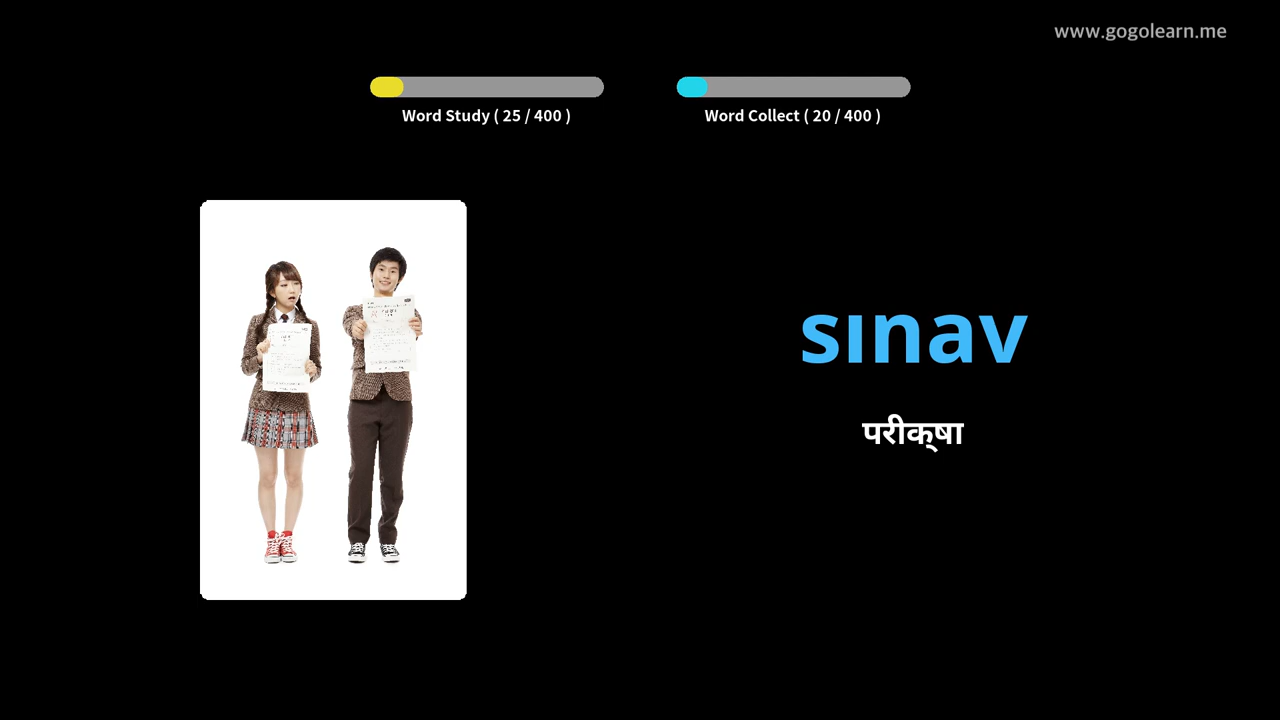 www.gogolearn.me
Word Study ( 25 / 400 )
Word Collect ( 20 / 400 )
sınav
परीक्‌षा